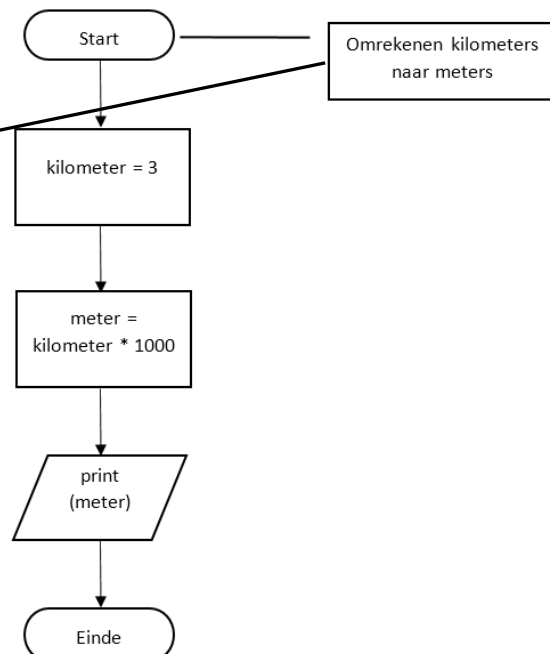 Start
Omrekenen kilometers
naar meters
kilometer = 3
meter =
kilometer * 1000
print
(meter)
Einde